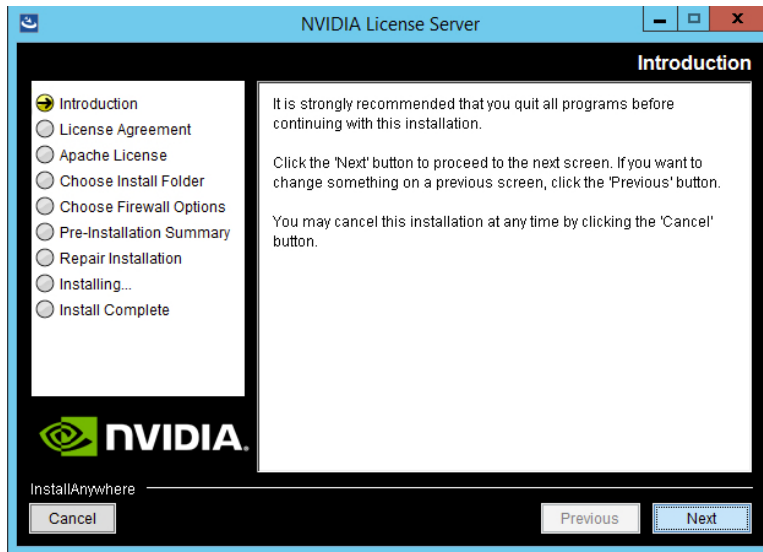 NVIDIA License Server
Introduction
Introduction
License Agreement
Apache License
Choose Install Folder
Choose Firewall Options
Pre-Installation Summary
Repair Installation
Installing...
Install Complete
It is strongly recommended that you quit all programs before
continuing with this installation.
Click the 'Next' button to proceed to the next screen. If you want to
change something on a previous screen, click the 'Previous' button.
You may cancel this installation at any time by clicking the 'Cancel'
button.
NVIDIA.
InstallAnywhere
Cancel
Previous
Next